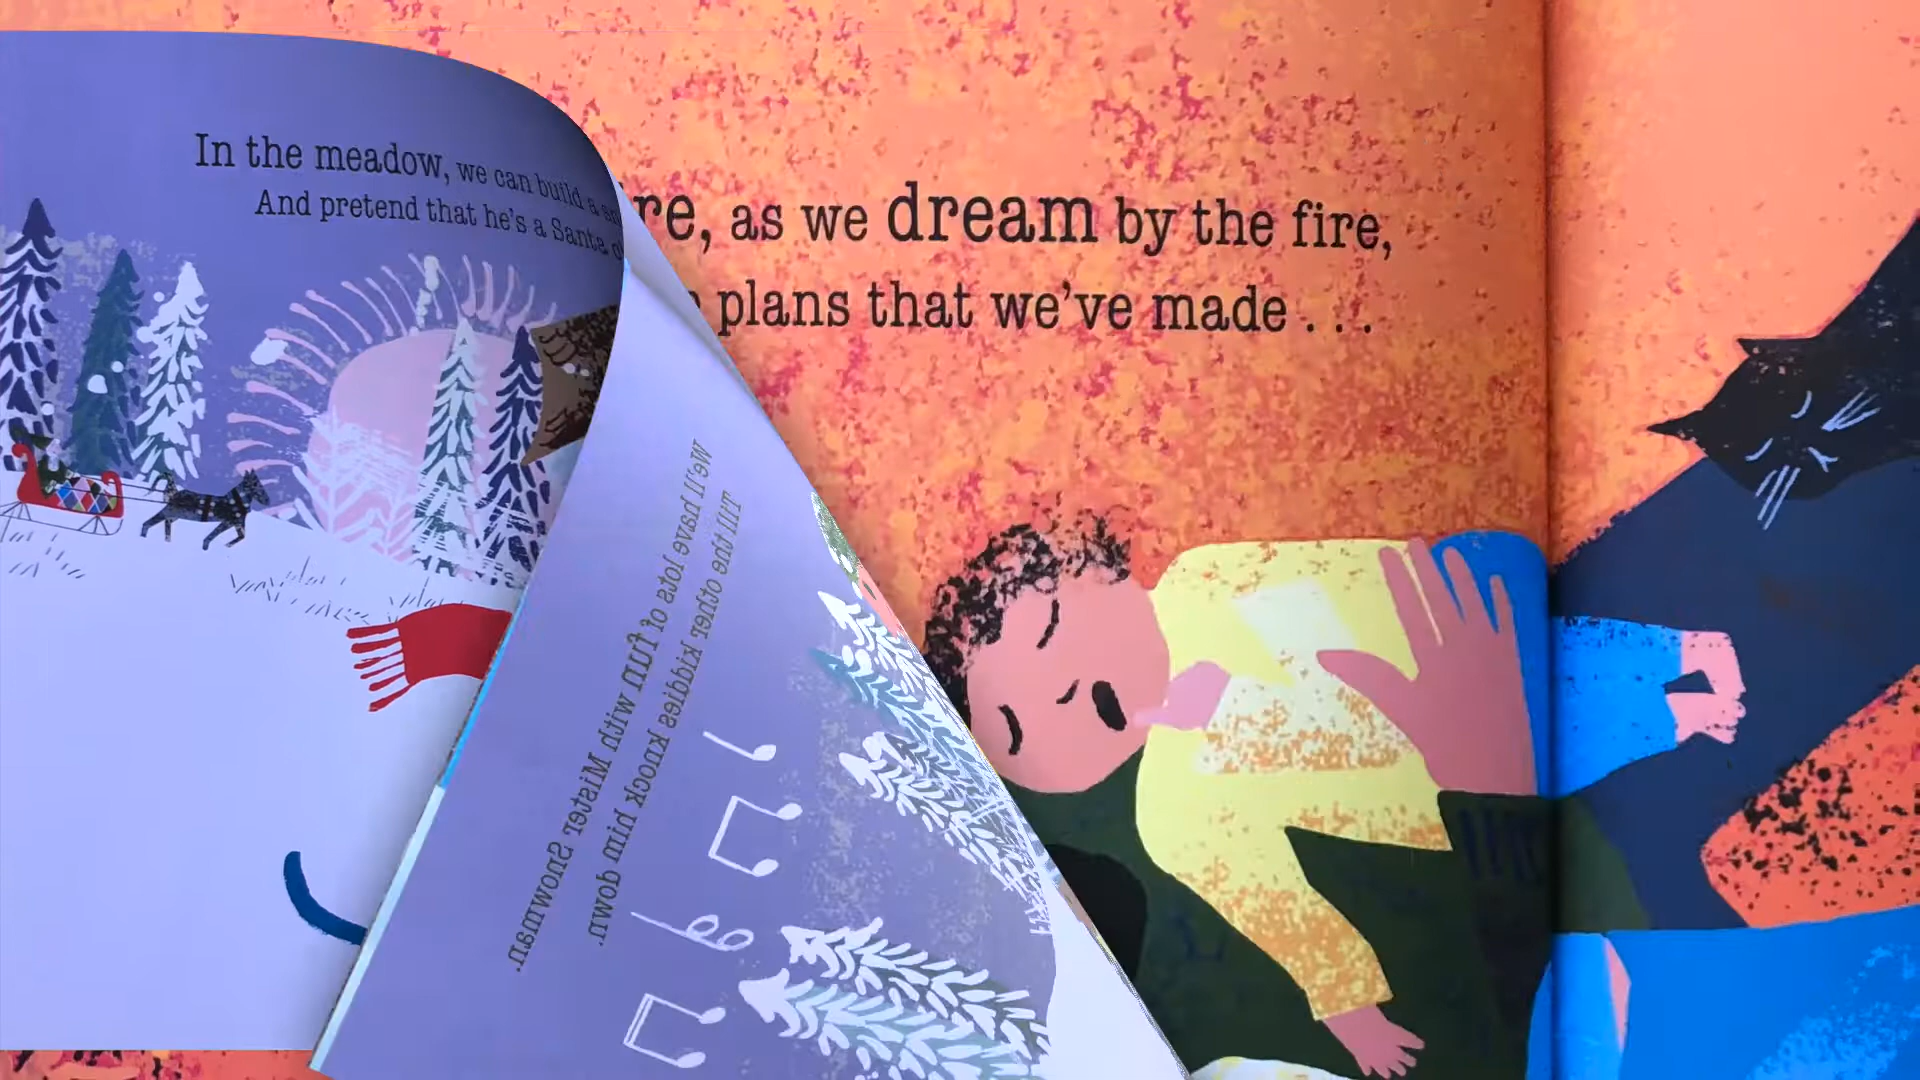 In the meadow, we can build a
And pretend that he's a Santa
re, as we dream by the fire,
plans that we've made . . .
We'll have lots of fun with Mister Snowman.
Till the other kiddies knock him down.